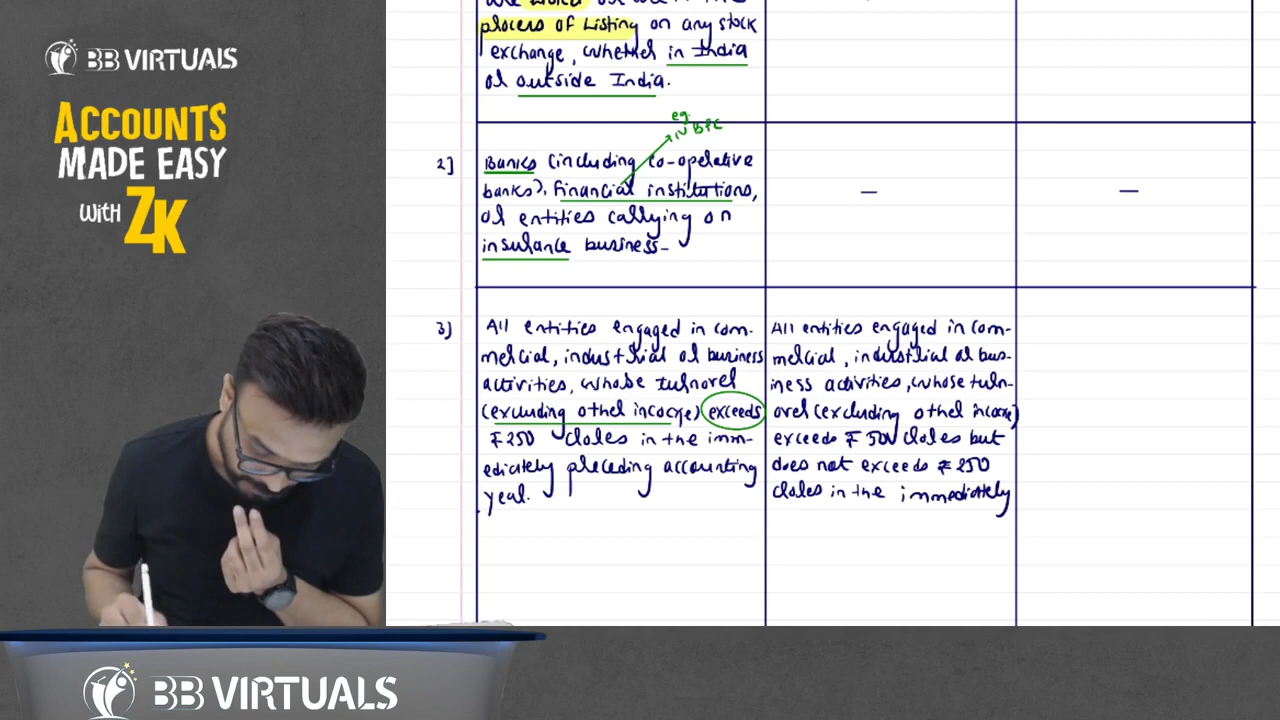 BB VIRTUALS
ACCOUNTS
MADE EASY
WITH ZK
process of Listing on any stock
exchange, whether in India
or outside India.
eg.
2] Banks (including co-operative
banks), financial institutions,
or entities carrying on
insurance business-
—
—
3) All entities engaged in com-
mercial, industrial or business
activities, whose turnover
(excluding other income) exceeds
₹250 crores in the imm-
ediately preceding accounting
year.
All entities engaged in com-
mercial, industrial or bus-
iness activities, whose turn-
over (excluding other income)
exceeds ₹ 50 crores but
does not exceeds ₹ 250
crores in the immediately
BB VIRTUALS